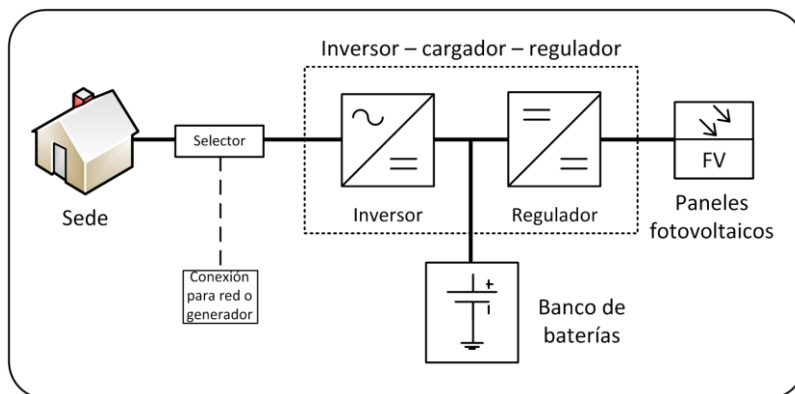 Inversor – cargador – regulador
Selector
FV
Sede
Inversor
Regulador
Paneles
fotovoltaicos
Conexión
para red o
generador
Banco de
baterías